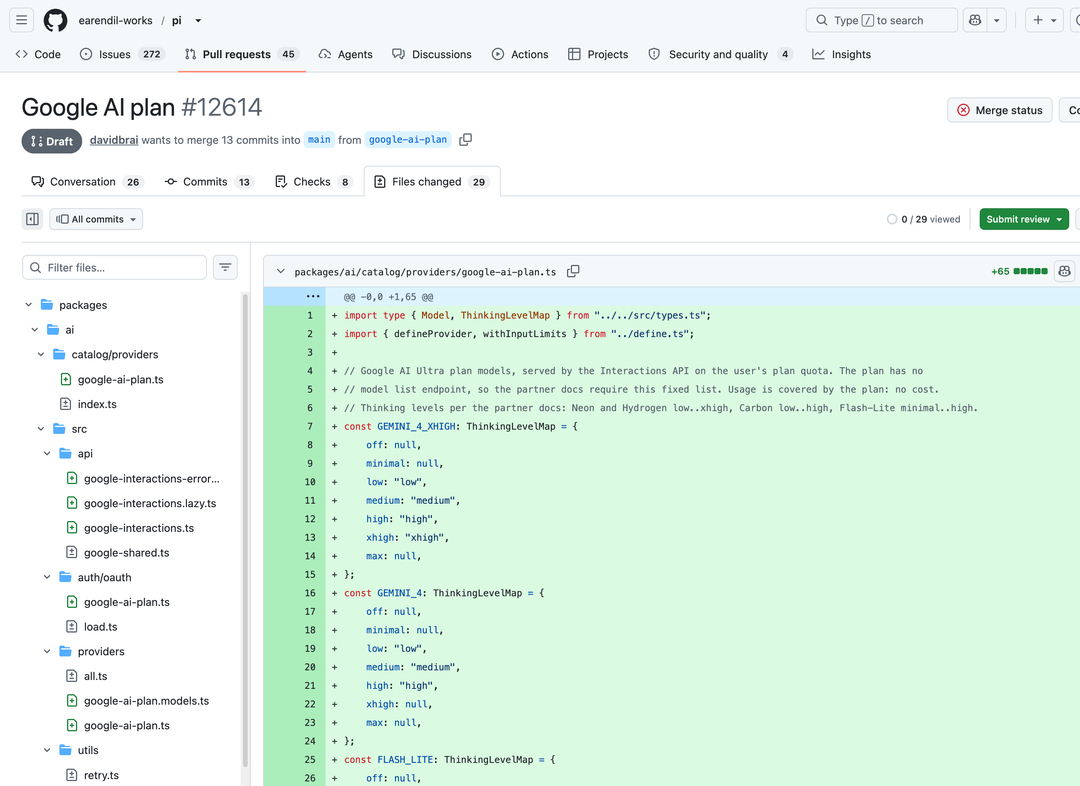 earendil-works / pi
Type / to search
Code
Issues 272
Pull requests 45
Agents
Discussions
Actions
Projects
Security and quality 4
Insights
Google AI plan #12614
Merge status
Co
Draft
davidbrai wants to merge 13 commits into main from google-ai-plan
Conversation 26
Commits 13
Checks 8
Files changed 29
All commits
0 / 29 viewed
Submit review
Filter files...
packages
ai
catalog/providers
google-ai-plan.ts
index.ts
src
api
google-interactions-error...
google-interactions.lazy.ts
google-interactions.ts
google-shared.ts
auth/oauth
google-ai-plan.ts
load.ts
providers
all.ts
google-ai-plan.models.ts
google-ai-plan.ts
utils
retry.ts
packages/ai/catalog/providers/google-ai-plan.ts
+65
... @@ -0,0 +1,65 @@
1 + import type { Model, ThinkingLevelMap } from "../../src/types.ts";
2 + import { defineProvider, withInputLimits } from "../define.ts";
3 +
4 + // Google AI Ultra plan models, served by the Interactions API on the user's plan quota. The plan has no
5 + // model list endpoint, so the partner docs require this fixed list. Usage is covered by the plan: no cost.
6 + // Thinking levels per the partner docs: Neon and Hydrogen low..xhigh, Carbon low..high, Flash-Lite minimal..high.
7 + const GEMINI_4_XHIGH: ThinkingLevelMap = {
8 + off: null,
9 + minimal: null,
10 + low: "low",
11 + medium: "medium",
12 + high: "high",
13 + xhigh: "xhigh",
14 + max: null,
15 + };
16 + const GEMINI_4: ThinkingLevelMap = {
17 + off: null,
18 + minimal: null,
19 + low: "low",
20 + medium: "medium",
21 + high: "high",
22 + xhigh: null,
23 + max: null,
24 + };
25 + const FLASH_LITE: ThinkingLevelMap = {
26 + off: null,